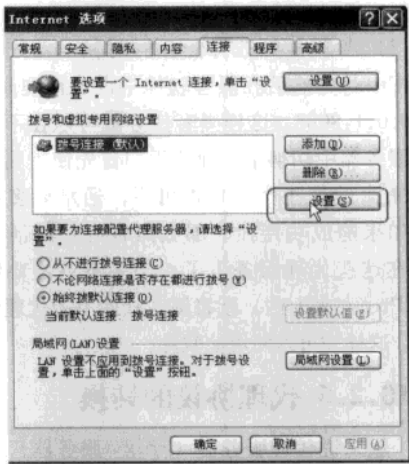 Internet 选项
常规 安全 隐私 内容 连接 程序 高级
要设置一个 Internet 连接，单击“设置”。
设置(U)
拨号和虚拟专用网络设置
拨号连接 (默认)
添加(D)...
删除(R)...
设置(S)
如果要为连接配置代理服务器，请选择“设置”。
从不进行拨号连接(C)
不论网络连接是否存在都进行拨号(W)
始终拨默认连接(O)
当前默认连接 拨号连接
设置默认值(E)
局域网(LAN)设置
LAN 设置不应用到拨号连接。对于拨号设置，单击上面的“设置”按钮。
局域网设置(L)
确定 取消 应用(A)